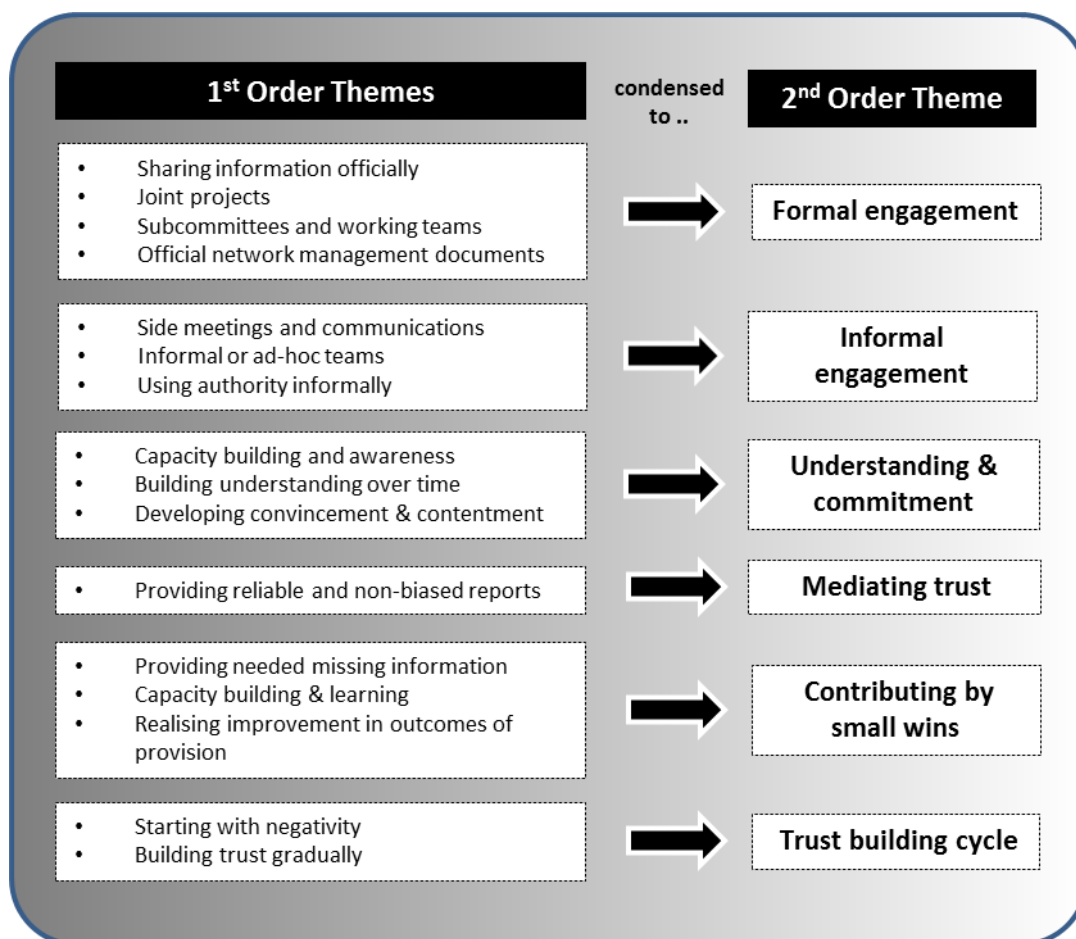 1st Order Themes
condensed
to ..
2nd Order Theme
• Sharing information officially
• Joint projects
• Subcommittees and working teams
• Official network management documents
Formal engagement
• Side meetings and communications
• Informal or ad-hoc teams
• Using authority informally
Informal
engagement
• Capacity building and awareness
• Building understanding over time
• Developing convincement & contentment
Understanding &
commitment
• Providing reliable and non-biased reports
Mediating trust
• Providing needed missing information
• Capacity building & learning
• Realising improvement in outcomes of
provision
Contributing by
small wins
• Starting with negativity
• Building trust gradually
Trust building cycle